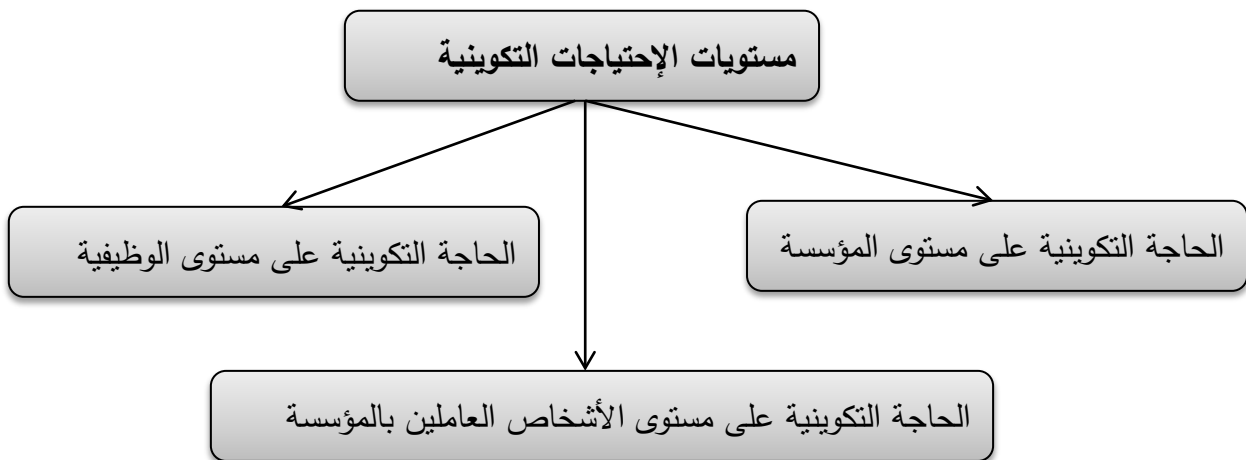 مستويات الإحتياجات التكوينية
الحاجة التكوينية على مستوى المؤسسة
الحاجة التكوينية على مستوى الوظيفية
الحاجة التكوينية على مستوى الأشخاص العاملين بالمؤسسة